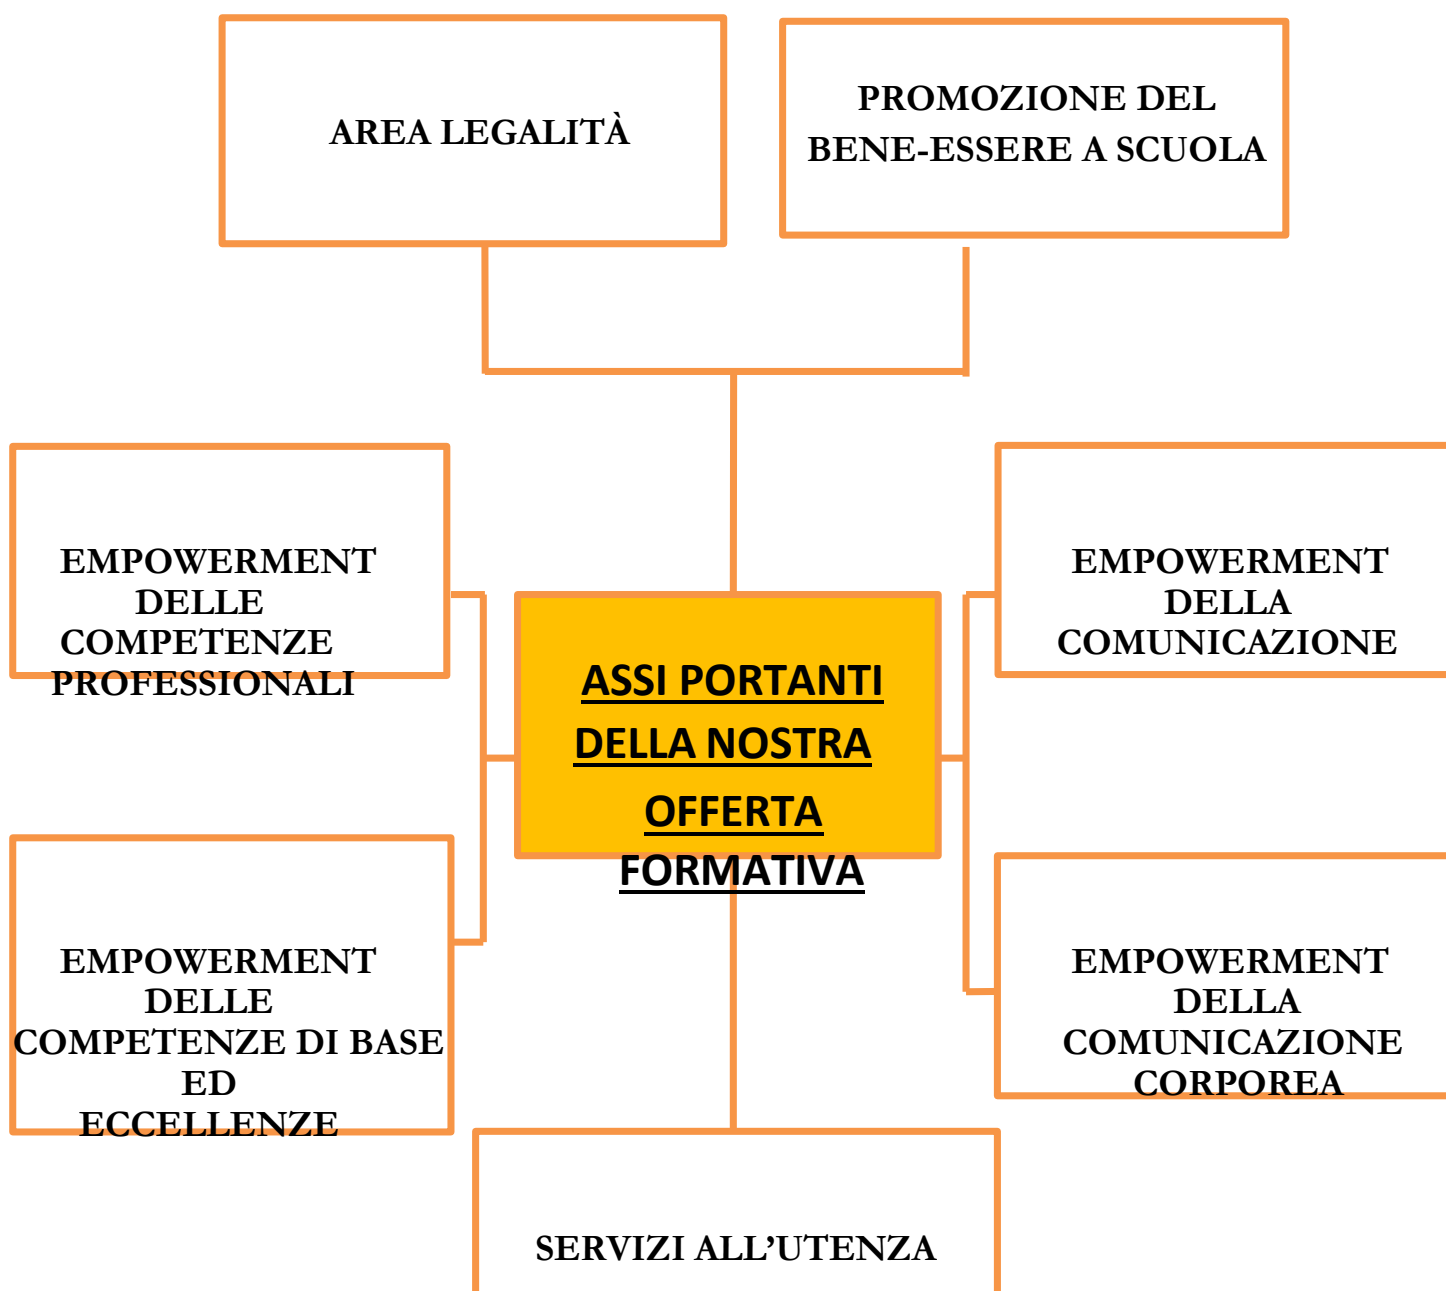 AREA LEGALITÀ
PROMOZIONE DEL
BENE-ESSERE A SCUOLA
EMPOWERMENT
DELLE
COMPETENZE
PROFESSIONALI
EMPOWERMENT
DELLA
COMUNICAZIONE
ASSI PORTANTI
DELLA NOSTRA
OFFERTA
FORMATIVA
EMPOWERMENT
DELLE
COMPETENZE DI BASE
ED
ECCELLENZE
EMPOWERMENT
DELLA
COMUNICAZIONE
CORPOREA
SERVIZI ALL’UTENZA